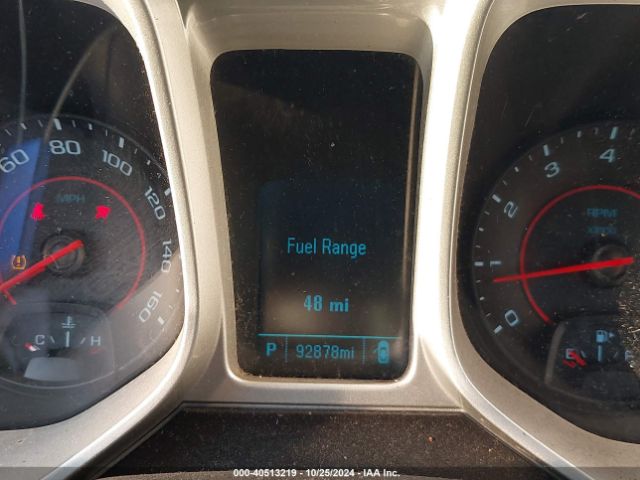 60 80 100 120 140 160
MPH
C H
Fuel Range
48 mi
P 92878mi
0 1 2 3 4
RPM
E
000-40513219 - 10/25/2024 - IAA Inc.